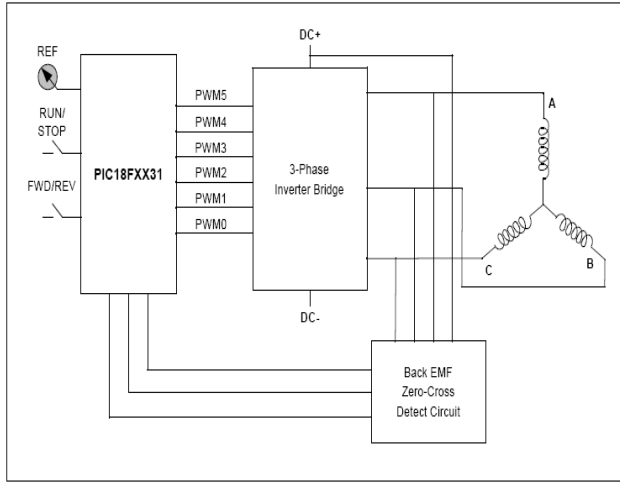 REF
RUN/
STOP
FWD/REV
PIC18FXX31
PWM5
PWM4
PWM3
PWM2
PWM1
PWM0
DC+
3-Phase
Inverter Bridge
DC-
A
B
C
Back EMF
Zero-Cross
Detect Circuit